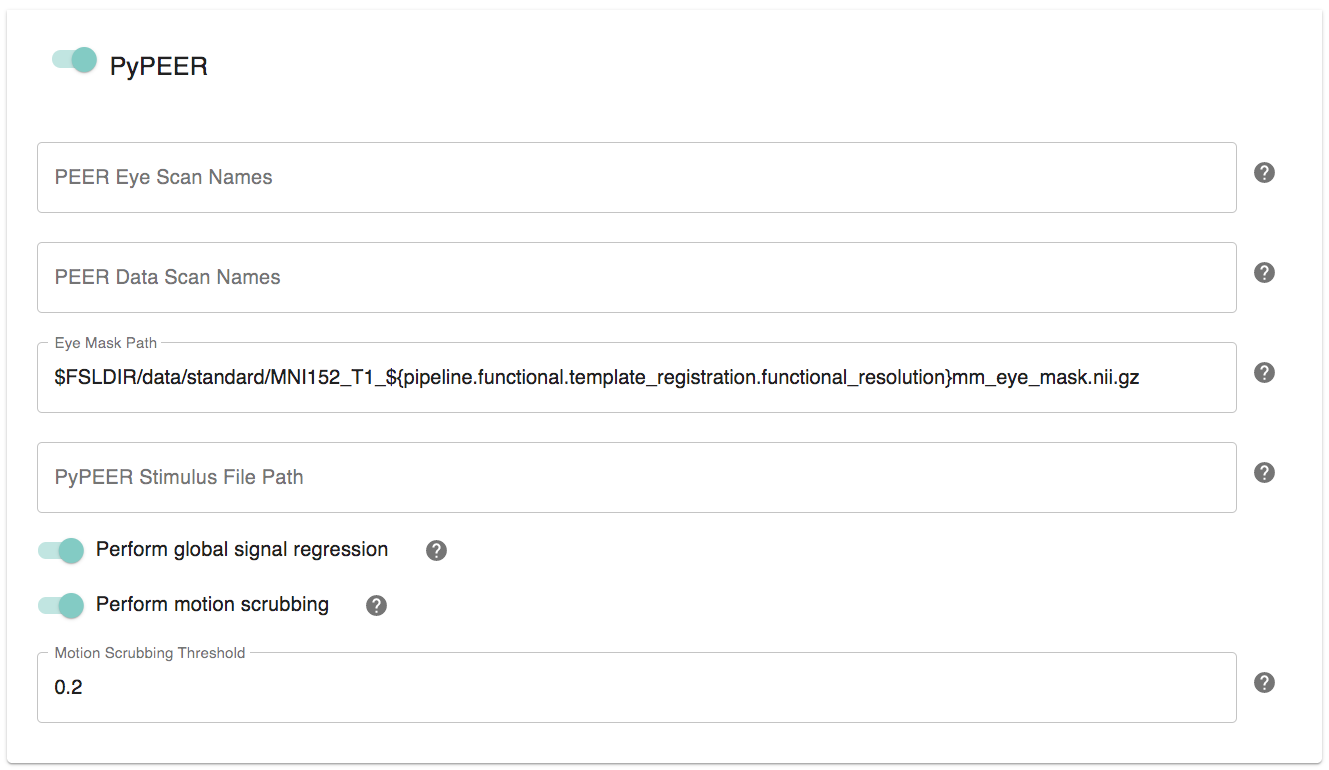 PyPEER
PEER Eye Scan Names
PEER Data Scan Names
Eye Mask Path
$FSLDIR/data/standard/MNI152_T1_${pipeline.functional.template_registration.functional_resolution}mm_eye_mask.nii.gz
PyPEER Stimulus File Path
Perform global signal regression
Perform motion scrubbing
Motion Scrubbing Threshold
0.2